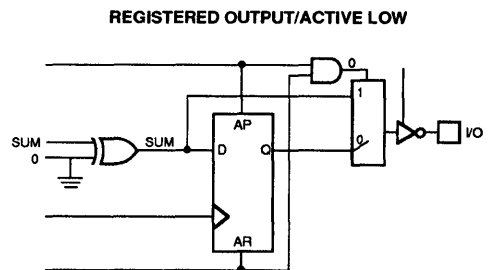 REGISTERED OUTPUT/ACTIVE LOW
0
1
AP
SUM
SUM
D
Q
0
I/O
0
AR